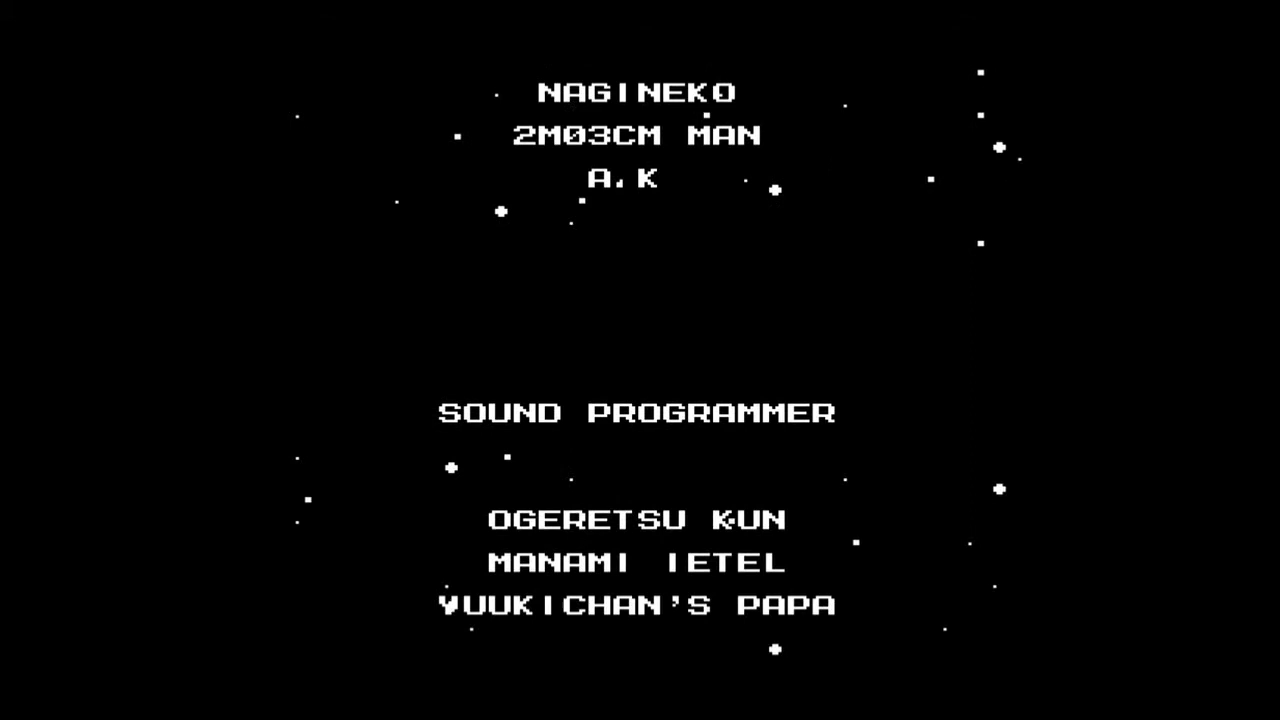 NAGINEKO
2M03CM MAN
A.K
SOUND PROGRAMMER
OGERETSU KUN
MANAMI IETEL
YUUKICHAN'S PAPA